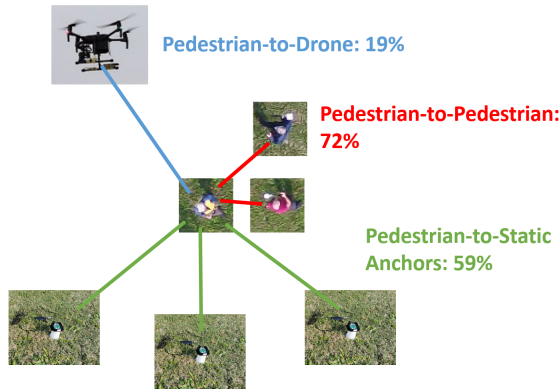 Pedestrian-to-Drone: 19%
Pedestrian-to-Pedestrian:
72%
Pedestrian-to-Static
Anchors: 59%